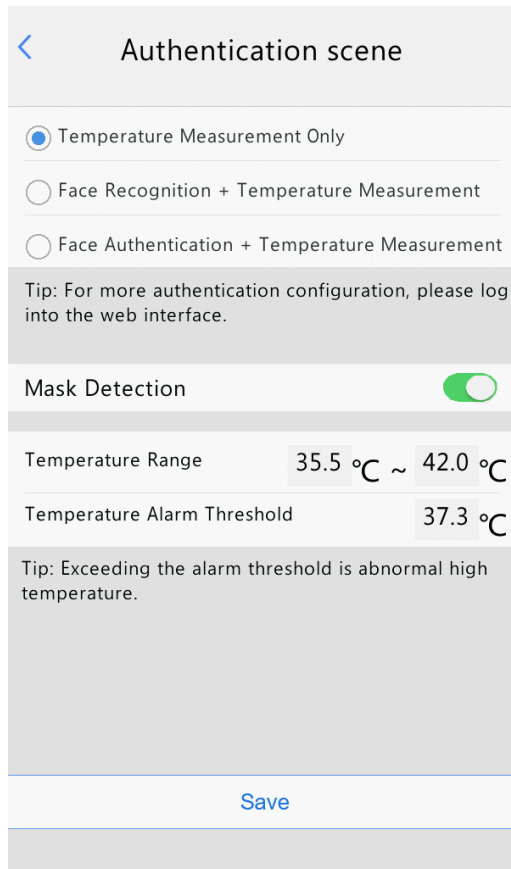 Authentication scene
Temperature Measurement Only
Face Recognition + Temperature Measurement
Face Authentication + Temperature Measurement
Tip: For more authentication configuration, please log
into the web interface.
Mask Detection
Temperature Range 35.5 ℃ ~ 42.0 ℃
Temperature Alarm Threshold 37.3 ℃
Tip: Exceeding the alarm threshold is abnormal high
temperature.
Save